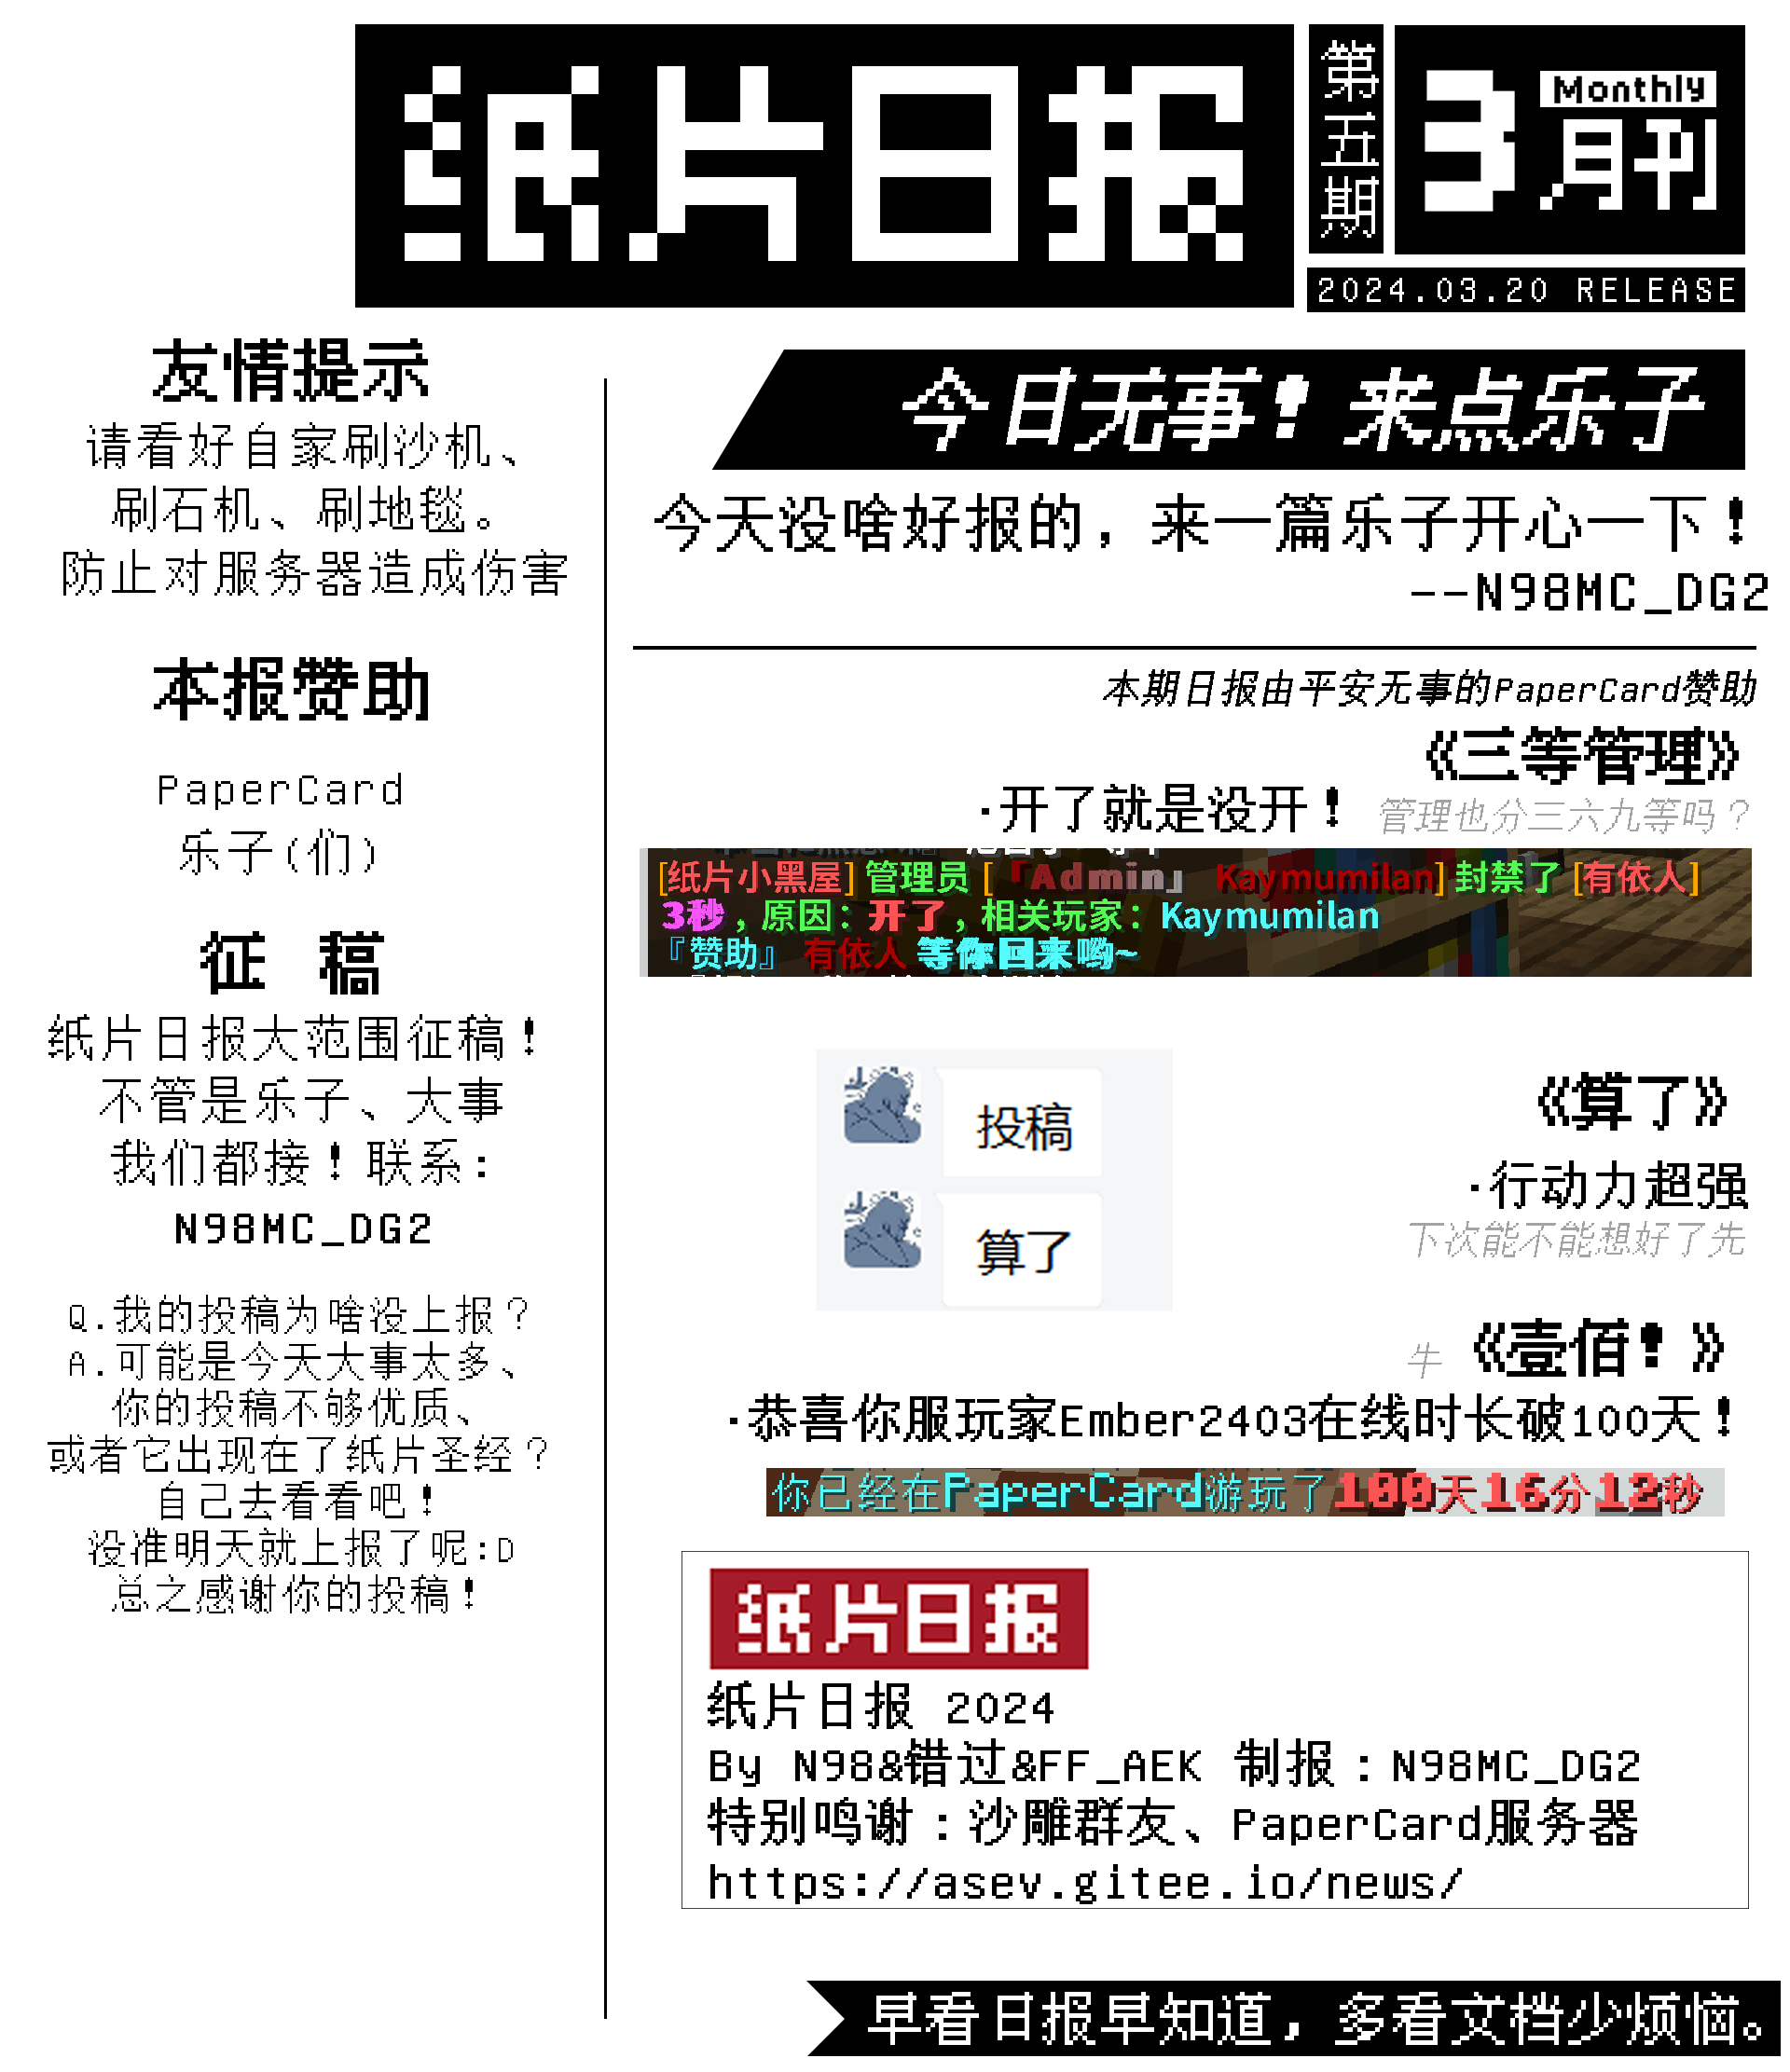 纸片日报
第五期
3
Monthly
月刊
2024.03.20 RELEASE
友情提示
请看好自家刷沙机、
刷石机、刷地毯。
防止对服务器造成伤害
本报赞助
PaperCard
乐子(们)
征 稿
纸片日报大范围征稿！
不管是乐子、大事
我们都接！联系：
N98MC_DG2
Q.我的投稿为啥没上报？
A.可能是今天大事太多、
你的投稿不够优质、
或者它出现在了纸片圣经？
自己去看看吧！
没准明天就上报了呢:D
总之感谢你的投稿！
今日无事！来点乐子
今天没啥好报的，来一篇乐子开心一下！
--N98MC_DG2
本期日报由平安无事的PaperCard赞助
《三等管理》
·开了就是没开！ 管理也分三六九等吗？
[纸片小黑屋] 管理员 [『Admin』 Kaymumilan] 封禁了 [有依人]
3秒，原因：开了，相关玩家：Kaymumilan
『赞助』 有依人 等你回来哟~
投稿
算了
《算了》
·行动力超强
下次能不能想好了先
牛 《壹佰！》
·恭喜你服玩家Ember2403在线时长破100天！
你已经在PaperCard游玩了100天16分12秒
纸片日报
纸片日报 2024
By N98&错过&FF_AEK 制报：N98MC_DG2
特别鸣谢：沙雕群友、PaperCard服务器
https://asev.gitee.io/news/
早看日报早知道，多看文档少烦恼。